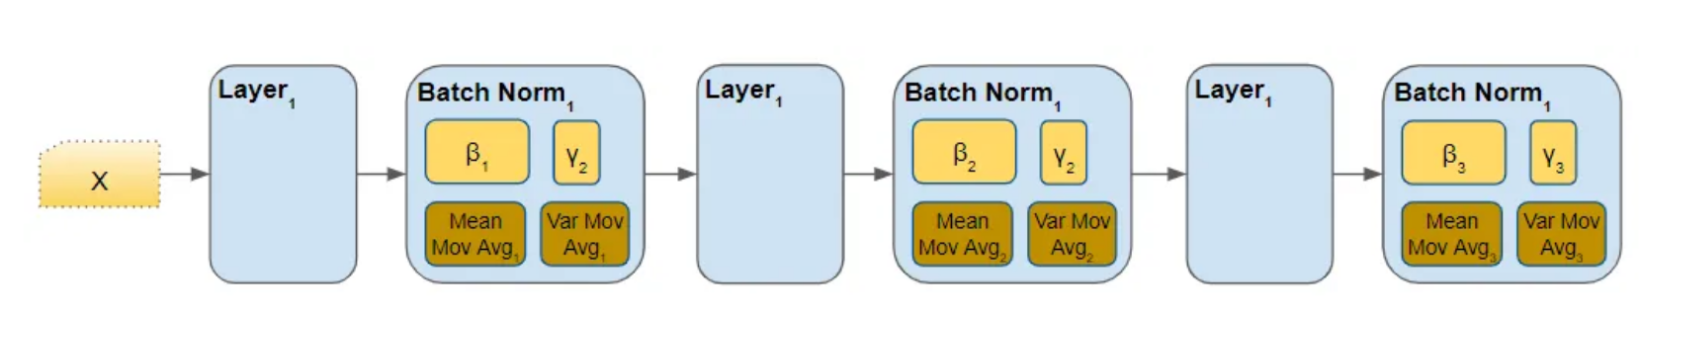 X
Layer₁
Batch Norm₁
β₁
γ₂
Mean
Mov Avg₁
Var Mov
Avg₁
Layer₁
Batch Norm₁
β₂
γ₂
Mean
Mov Avg₂
Var Mov
Avg₂
Layer₁
Batch Norm₁
β₃
γ₃
Mean
Mov Avg₃
Var Mov
Avg₃